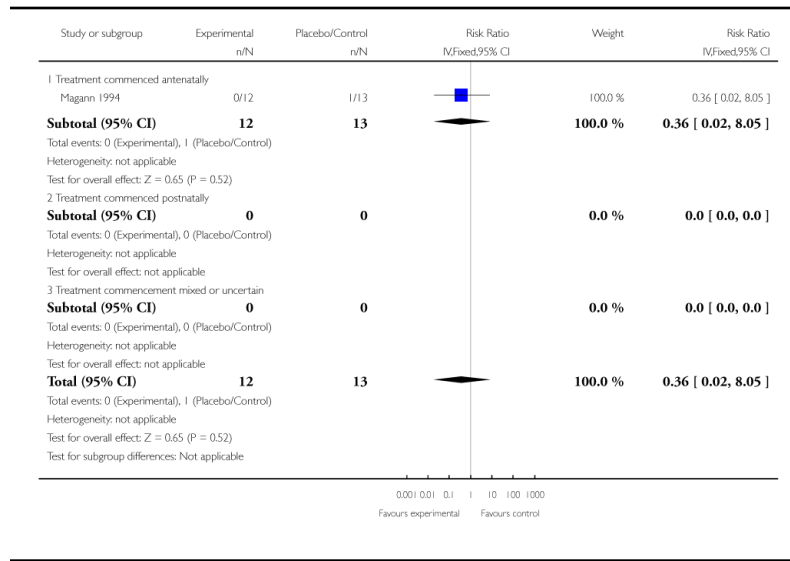 Study or subgroup Experimental Placebo/Control Risk Ratio Weight Risk Ratio
n/N n/N IV,Fixed,95% CI IV,Fixed,95% CI
1 Treatment commenced antenatally
Magann 1994 0/12 1/13 100.0 % 0.36 [ 0.02, 8.05 ]
Subtotal (95% CI) 12 13 100.0 % 0.36 [ 0.02, 8.05 ]
Total events: 0 (Experimental), 1 (Placebo/Control)
Heterogeneity: not applicable
Test for overall effect: Z = 0.65 (P = 0.52)
2 Treatment commenced postnatally
Subtotal (95% CI) 0 0 0.0 % 0.0 [ 0.0, 0.0 ]
Total events: 0 (Experimental), 0 (Placebo/Control)
Heterogeneity: not applicable
Test for overall effect: not applicable
3 Treatment commencement mixed or uncertain
Subtotal (95% CI) 0 0 0.0 % 0.0 [ 0.0, 0.0 ]
Total events: 0 (Experimental), 0 (Placebo/Control)
Heterogeneity: not applicable
Test for overall effect: not applicable
Total (95% CI) 12 13 100.0 % 0.36 [ 0.02, 8.05 ]
Total events: 0 (Experimental), 1 (Placebo/Control)
Heterogeneity: not applicable
Test for overall effect: Z = 0.65 (P = 0.52)
Test for subgroup differences: Not applicable
0.001 0.01 0.1 1 10 100 1000
Favours experimental Favours control